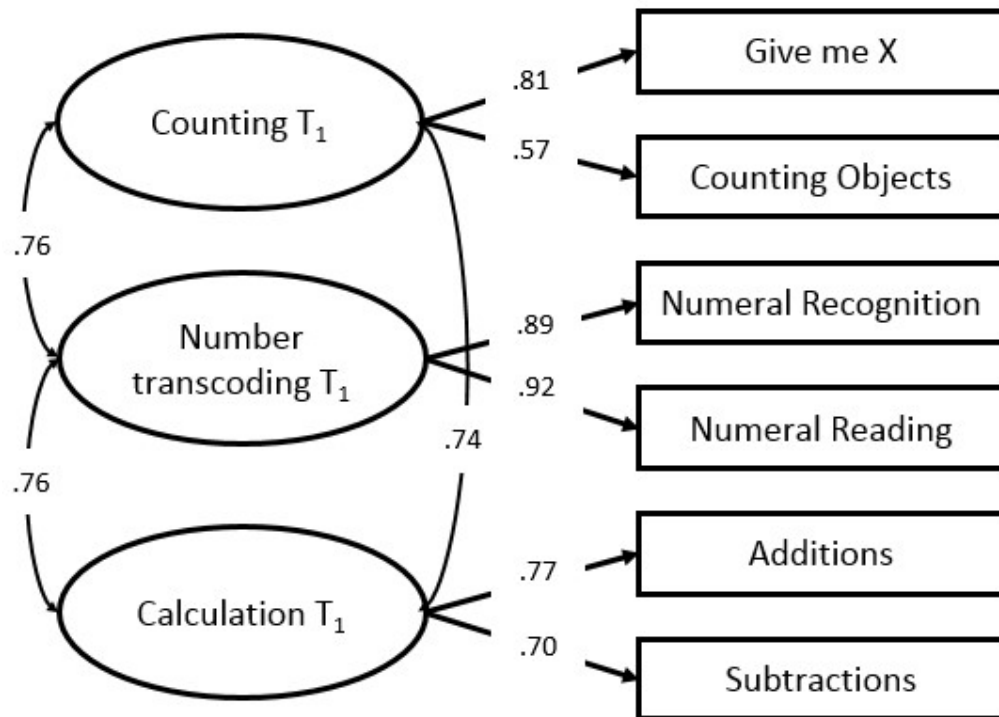 Give me X
.81
Counting T₁
.57
Counting Objects
.76
Numeral Recognition
.89
Number
transcoding T₁
.92
.74
Numeral Reading
.76
Additions
.77
Calculation T₁
.70
Subtractions